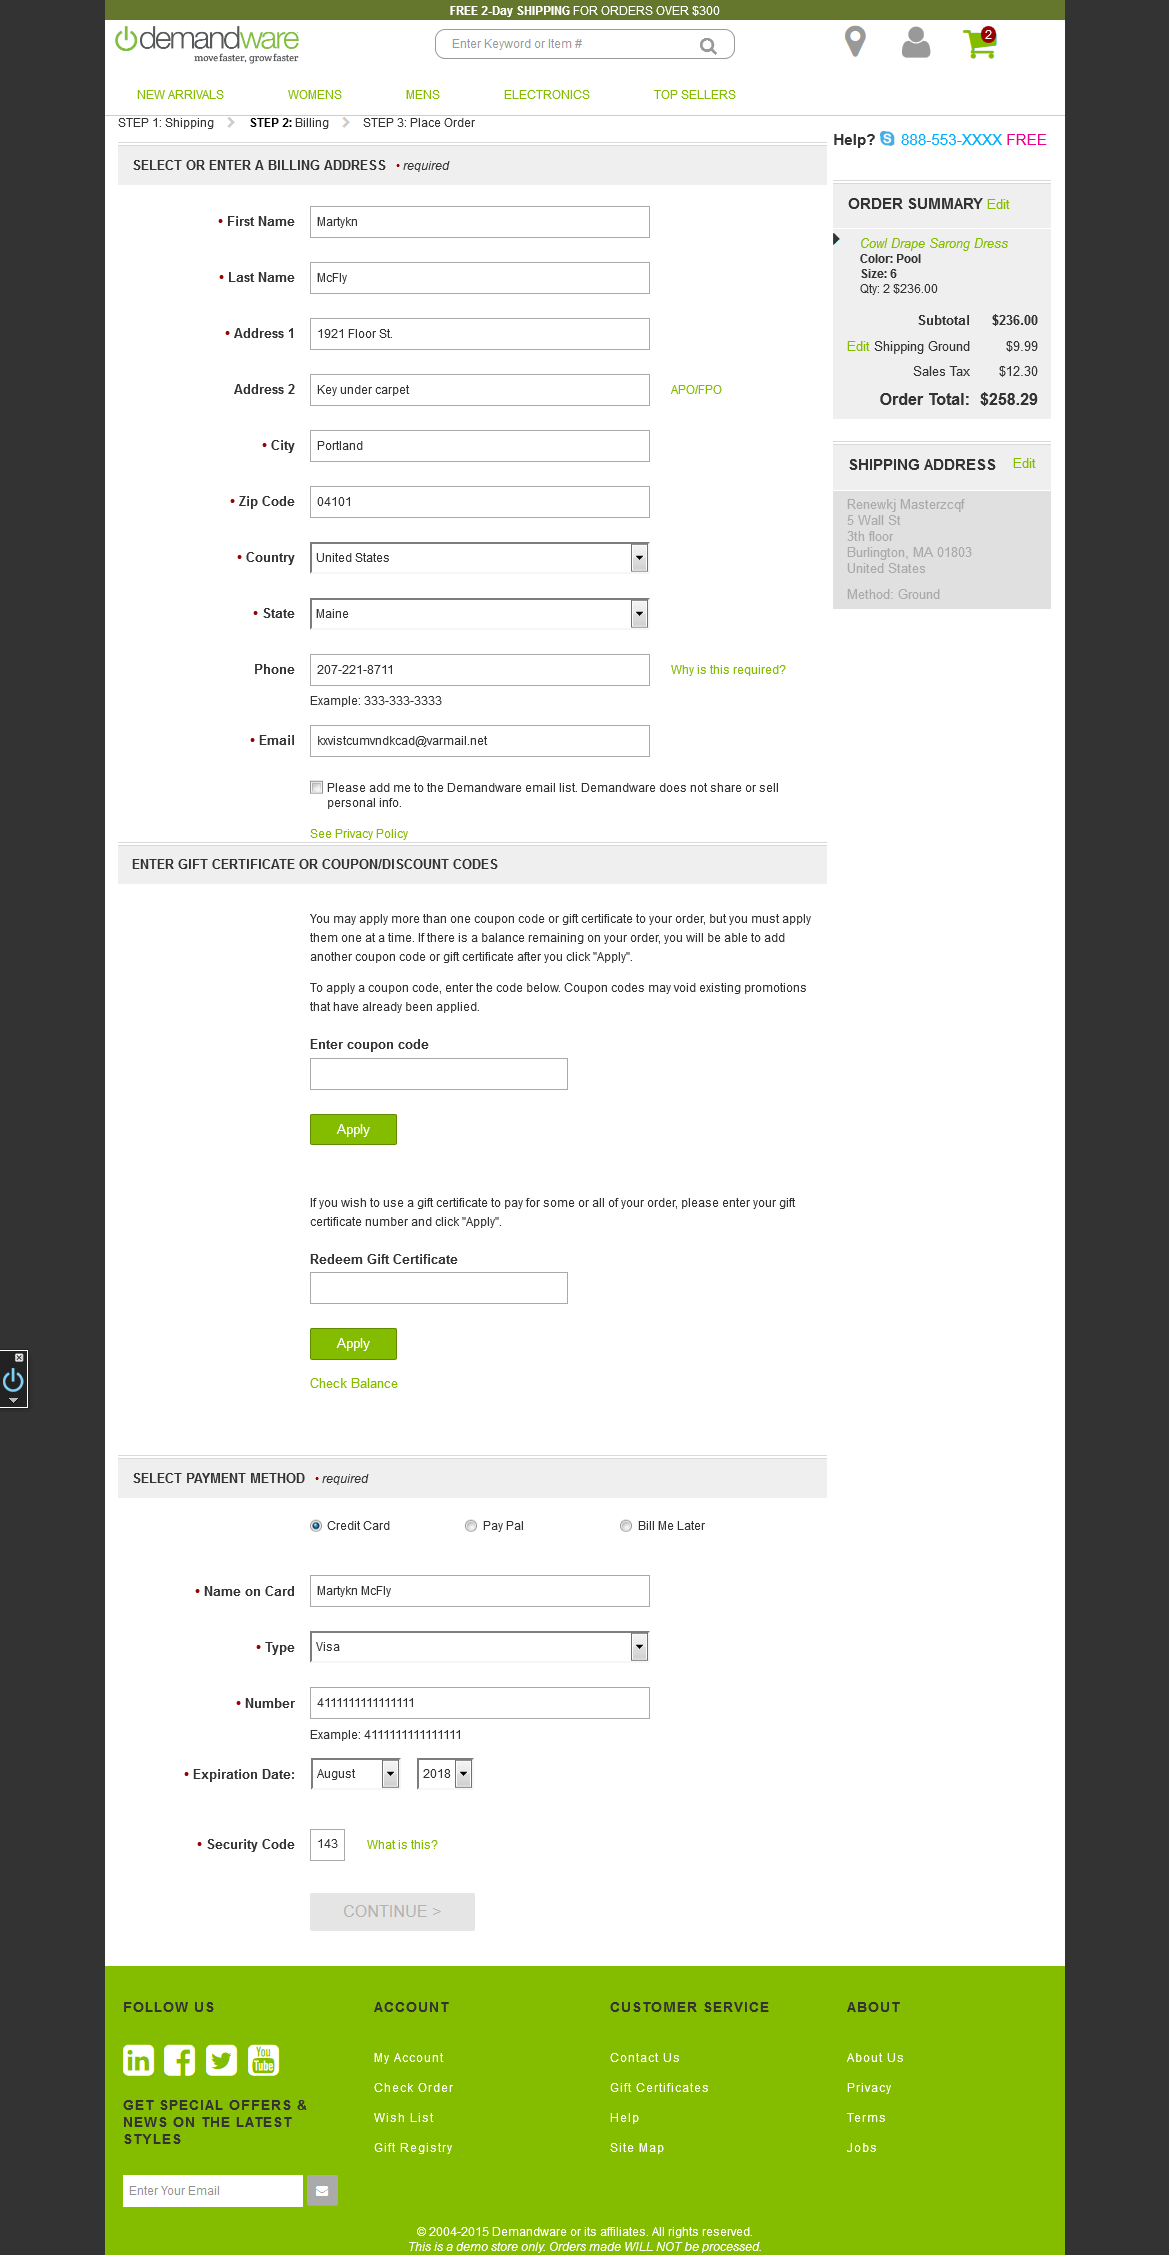 FREE 2-Day SHIPPING FOR ORDERS OVER $300
demandware
move faster, grow faster
Enter Keyword or Item #
2
NEW ARRIVALS WOMENS MENS ELECTRONICS TOP SELLERS
STEP 1: Shipping STEP 2: Billing STEP 3: Place Order
Help? 888-553-XXXX FREE
SELECT OR ENTER A BILLING ADDRESS • required
• First Name Martykn
• Last Name McFly
• Address 1 1921 Floor St.
Address 2 Key under carpet APO/FPO
• City Portland
• Zip Code 04101
• Country United States
• State Maine
Phone 207-221-8711 Why is this required?
Example: 333-333-3333
• Email kxvistcumvndkcad@varmail.net
Please add me to the Demandware email list. Demandware does not share or sell
personal info.
See Privacy Policy
ORDER SUMMARY Edit
Cowl Drape Sarong Dress
Color: Pool
Size: 6
Qty: 2 $236.00
Subtotal $236.00
Edit Shipping Ground $9.99
Sales Tax $12.30
Order Total: $258.29
SHIPPING ADDRESS Edit
Renewkj Masterzcqf
5 Wall St
3th floor
Burlington, MA 01803
United States
Method: Ground
ENTER GIFT CERTIFICATE OR COUPON/DISCOUNT CODES
You may apply more than one coupon code or gift certificate to your order, but you must apply
them one at a time. If there is a balance remaining on your order, you will be able to add
another coupon code or gift certificate after you click "Apply".
To apply a coupon code, enter the code below. Coupon codes may void existing promotions
that have already been applied.
Enter coupon code
Apply
If you wish to use a gift certificate to pay for some or all of your order, please enter your gift
certificate number and click "Apply".
Redeem Gift Certificate
Apply
Check Balance
SELECT PAYMENT METHOD • required
Credit Card Pay Pal Bill Me Later
• Name on Card Martykn McFly
• Type Visa
• Number 4111111111111111
Example: 4111111111111111
• Expiration Date: August 2018
• Security Code 143 What is this?
CONTINUE >
FOLLOW US ACCOUNT CUSTOMER SERVICE ABOUT
in f You Tube
My Account Contact Us About Us
Check Order Gift Certificates Privacy
Wish List Help Terms
Gift Registry Site Map Jobs
GET SPECIAL OFFERS &
NEWS ON THE LATEST
STYLES
Enter Your Email
© 2004-2015 Demandware or its affiliates. All rights reserved.
This is a demo store only. Orders made WILL NOT be processed.